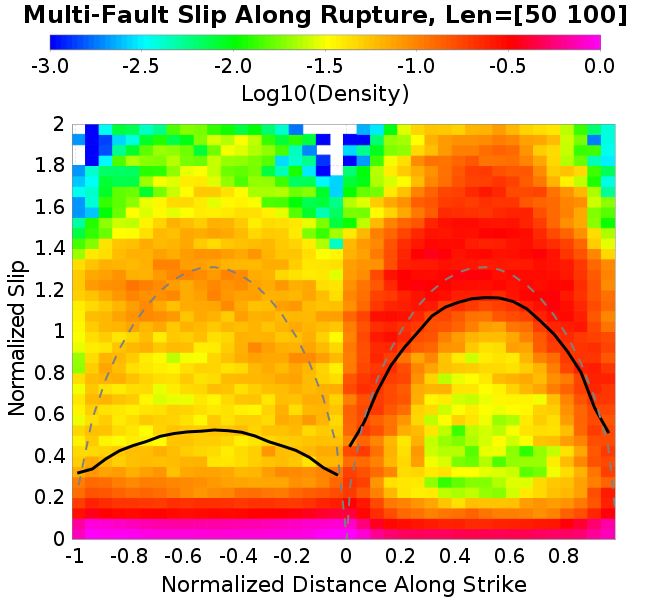 Multi-Fault Slip Along Rupture, Len=[50 100]
-3.0 -2.5 -2.0 -1.5 -1.0 -0.5 0.0
Log10(Density)
Normalized Slip
2
1.8
1.6
1.4
1.2
1
0.8
0.6
0.4
0.2
0
-1 -0.8 -0.6 -0.4 -0.2 0 0.2 0.4 0.6 0.8
Normalized Distance Along Strike